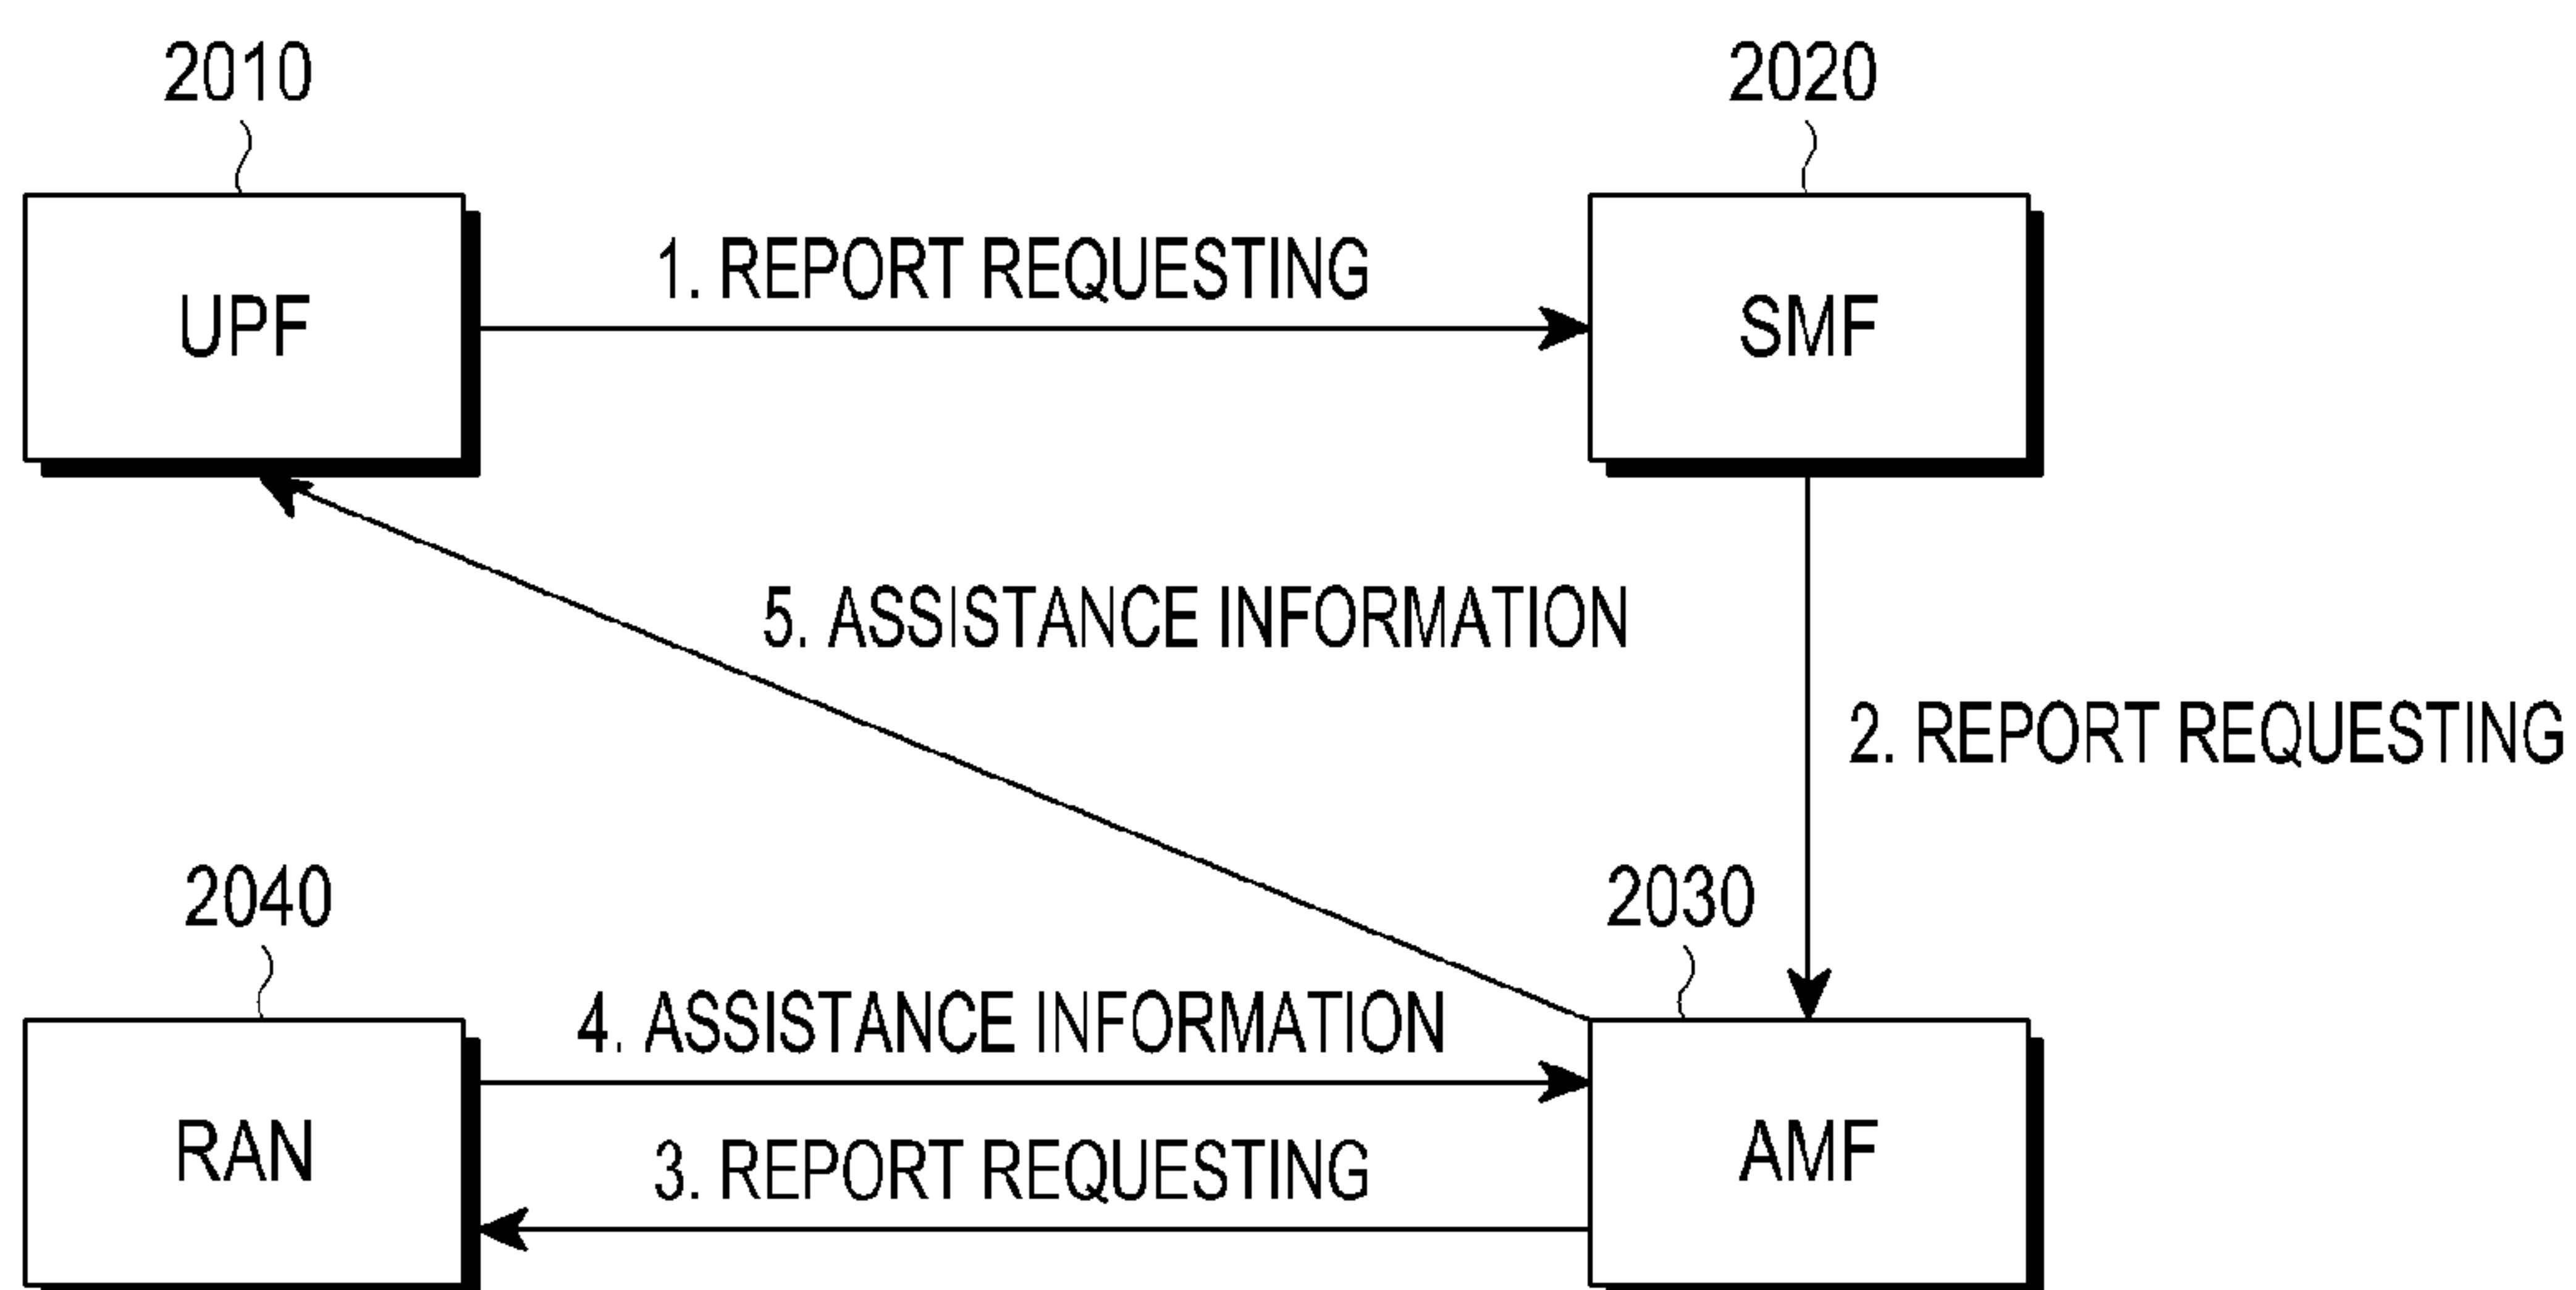 2010
2020
1. REPORT REQUESTING
UPF
SMF
5. ASSISTANCE INFORMATION
2. REPORT REQUESTING
2040
2030
4. ASSISTANCE INFORMATION
RAN
3. REPORT REQUESTING
AMF